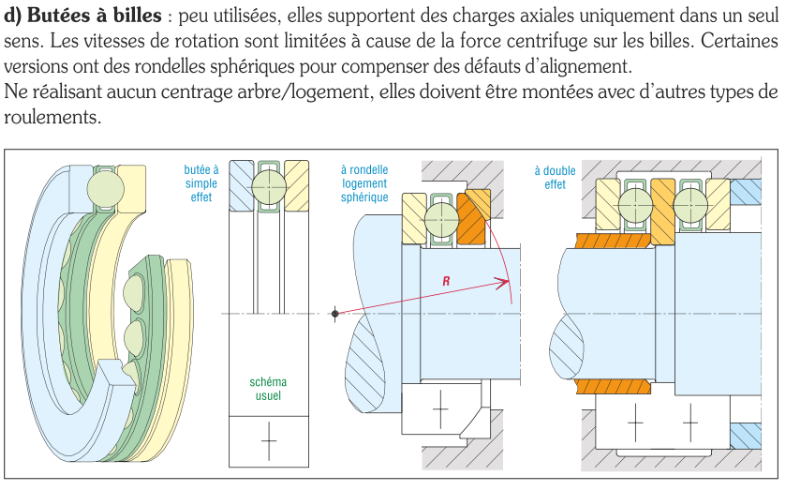 d) Butées à billes : peu utilisées, elles supportent des charges axiales uniquement dans un seul
sens. Les vitesses de rotation sont limitées à cause de la force centrifuge sur les billes. Certaines
versions ont des rondelles sphériques pour compenser des défauts d'alignement.
Ne réalisant aucun centrage arbre/logement, elles doivent être montées avec d'autres types de
roulements.
butée à
simple
effet
à rondelle
logement
sphérique
à double
effet
R
schéma
usuel